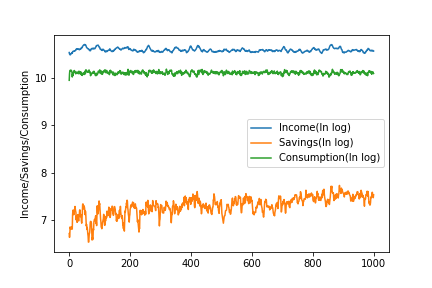 Income/Savings/Consumption
10
9
8
7
Income(In log)
Savings(In log)
Consumption(In log)
0 200 400 600 800 1000